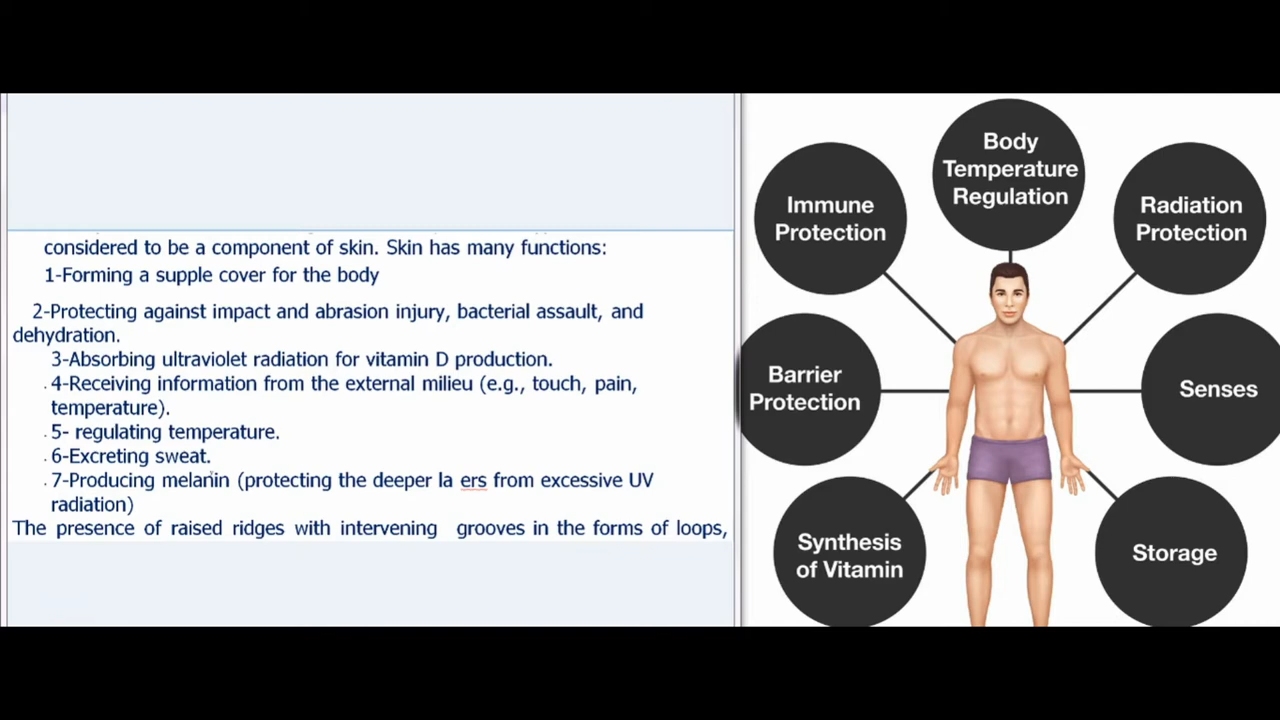 considered to be a component of skin. Skin has many functions:
1-Forming a supple cover for the body
2-Protecting against impact and abrasion injury, bacterial assault, and
dehydration.
3-Absorbing ultraviolet radiation for vitamin D production.
4-Receiving information from the external milieu (e.g., touch, pain,
temperature).
5- regulating temperature.
6-Excreting sweat.
7-Producing melanin (protecting the deeper la ers from excessive UV
radiation)
The presence of raised ridges with intervening grooves in the forms of loops,
Body
Temperature
Regulation
Immune
Protection
Radiation
Protection
Barrier
Protection
Senses
Synthesis
of Vitamin
Storage